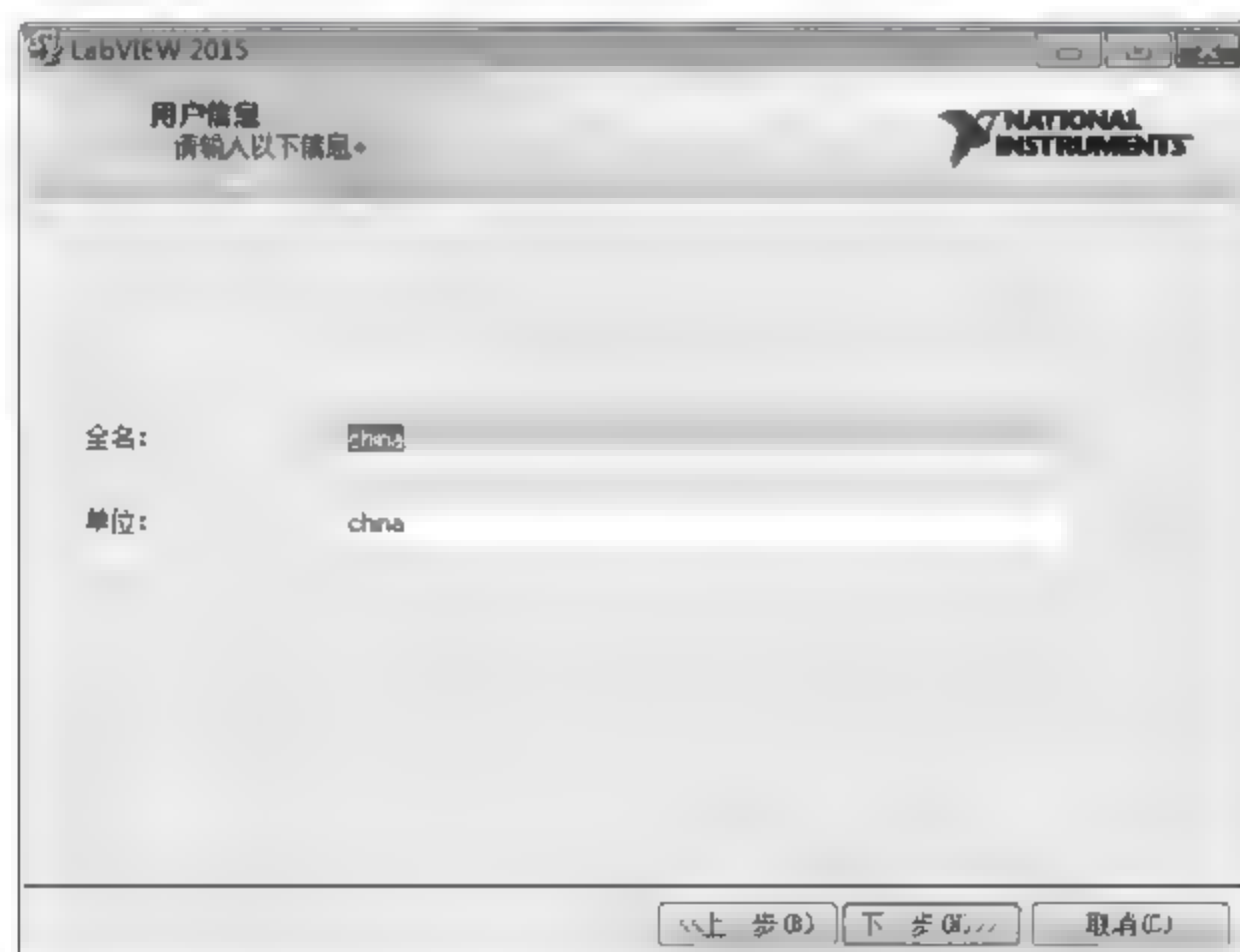 LabVIEW 2015
用户信息
请输入以下信息。
NATIONAL
INSTRUMENTS
全名: china
单位: china
<<上一步(B) 下一步(N)>> 取消(C)